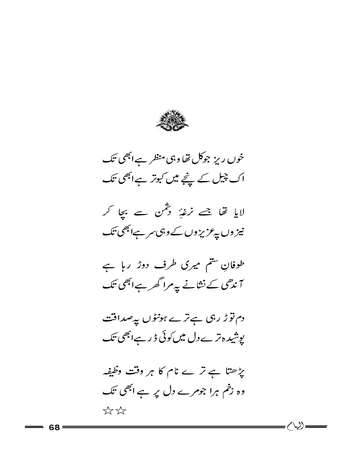 خوں ریز جو کل تھا وہی منظر ہے ابھی تک
اک چیل کے پنجے میں کبوتر ہے ابھی تک
لایا تھا جسے نرغۂ دشمن سے بچا کر
نیزوں پہ عزیزوں کے وہی سر ہے ابھی تک
طوفانِ ستم میری طرف دوڑ رہا ہے
آندھی کے نشانے پہ مرا گھر ہے ابھی تک
دم توڑ رہی ہے ترے ہونٹوں پہ صداقت
پوشیدہ ترے دل میں کوئی ڈر ہے ابھی تک
پڑھتا ہے ترے نام کا ہر وقت وظیفہ
وہ زخم ہرا جو مرے دل پر ہے ابھی تک
☆☆
68